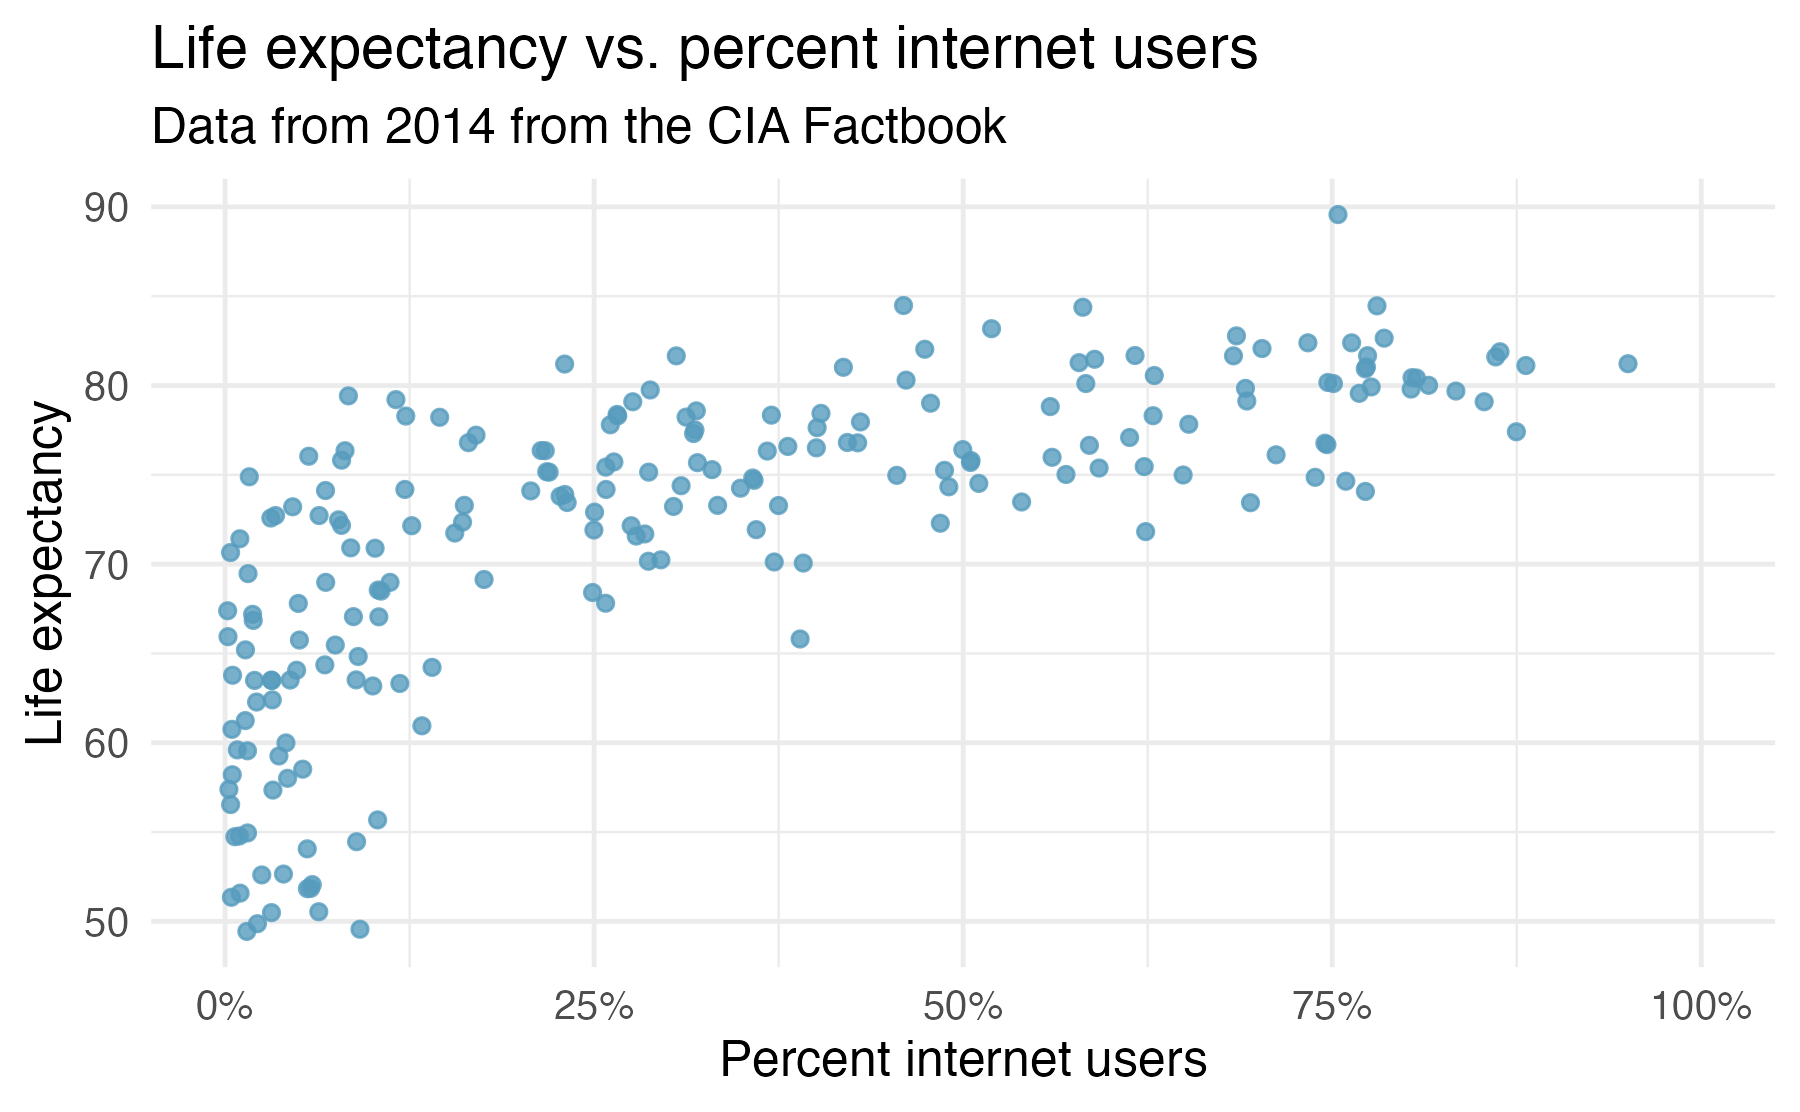 Life expectancy vs. percent internet users
Data from 2014 from the CIA Factbook
90
80
70
60
50
Life expectancy
0% 25% 50% 75% 100%
Percent internet users